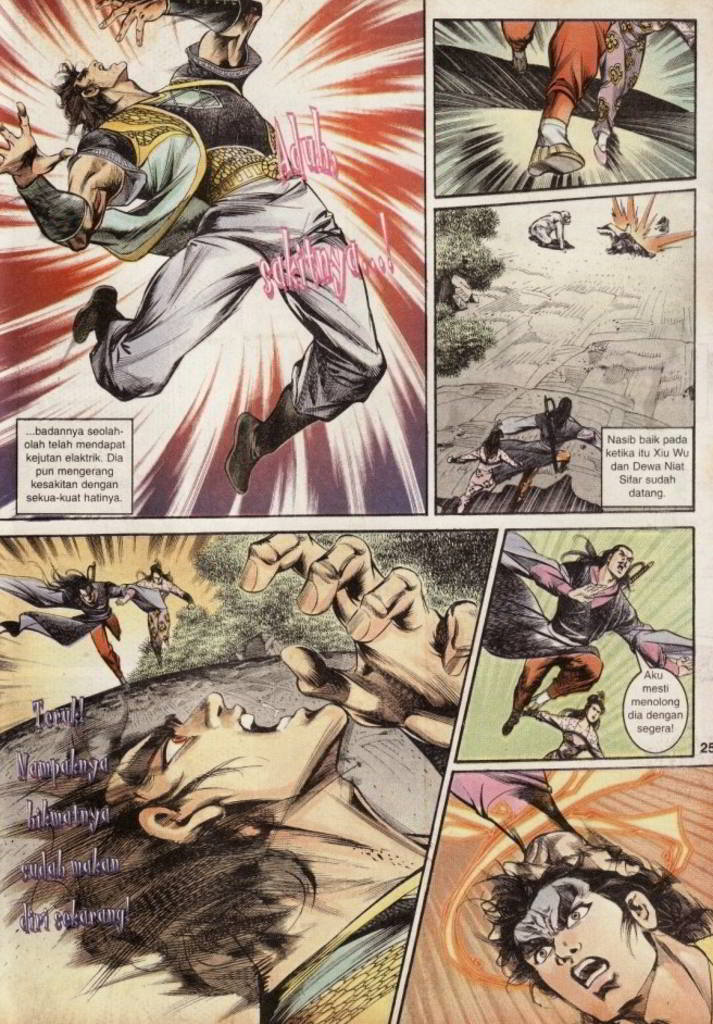 Aduh,
sakitnya...!
...badannya seolah-
olah telah mendapat
kejutan elaktrik. Dia
pun mengerang
kesakitan dengan
sekua-kuat hatinya.
Nasib baik pada
ketika itu Xiu Wu
dan Dewa Niat
Sifar sudah
datang.
Teruk!
Nampaknya
hikmatnya
sudah makan
diri sekarang!
Aku
mesti
menolong
dia dengan
segera!
25